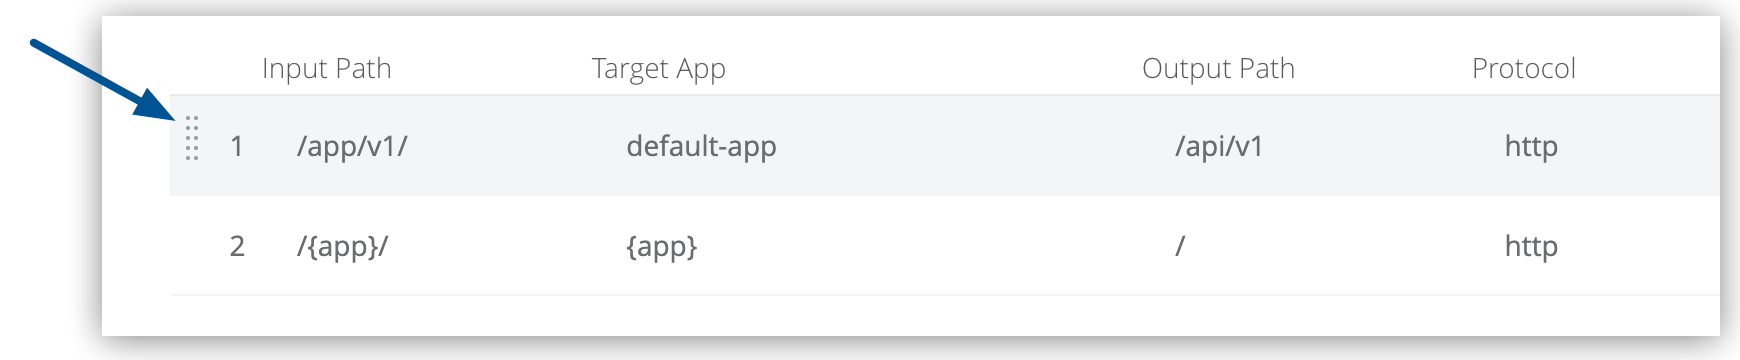 Input Path Target App Output Path Protocol
1 /app/v1/ default-app /api/v1 http
2 /{app}/ {app} / http